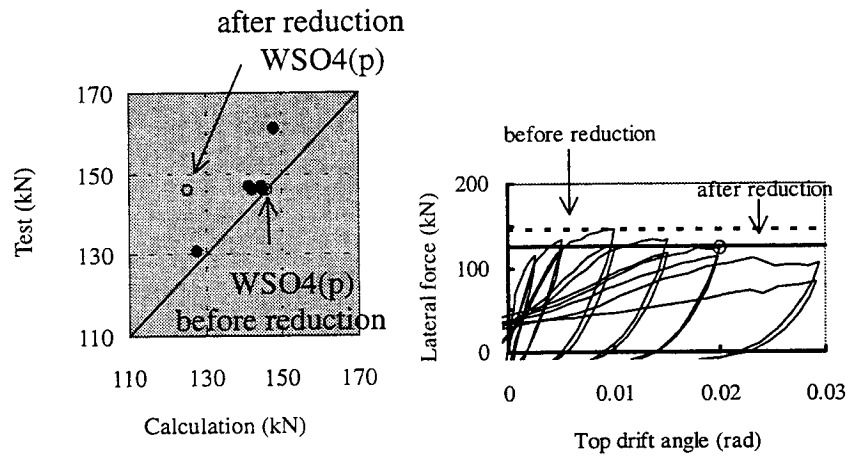 after reduction
WSO4(p)
170
150
130
110
Test (kN)
WSO4(p)
before reduction
110 130 150 170
Calculation (kN)
before reduction
after reduction
200
100
0
Lateral force (kN)
0 0.01 0.02 0.03
Top drift angle (rad)